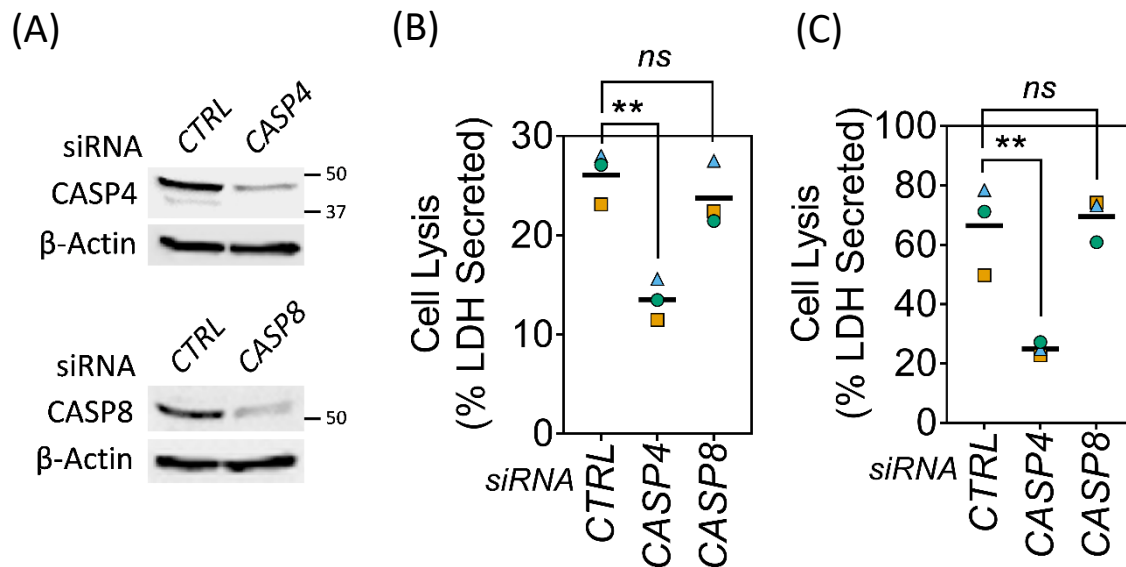 (A)
siRNA CTRL CASP4
CASP4 50
37
β-Actin
siRNA CTRL CASP8
CASP8 50
β-Actin
(B)
ns
**
Cell Lysis
(% LDH Secreted)
30
20
10
0
siRNA CTRL CASP4 CASP8
(C)
ns
**
Cell Lysis
(% LDH Secreted)
100
80
60
40
20
0
siRNA CTRL CASP4 CASP8